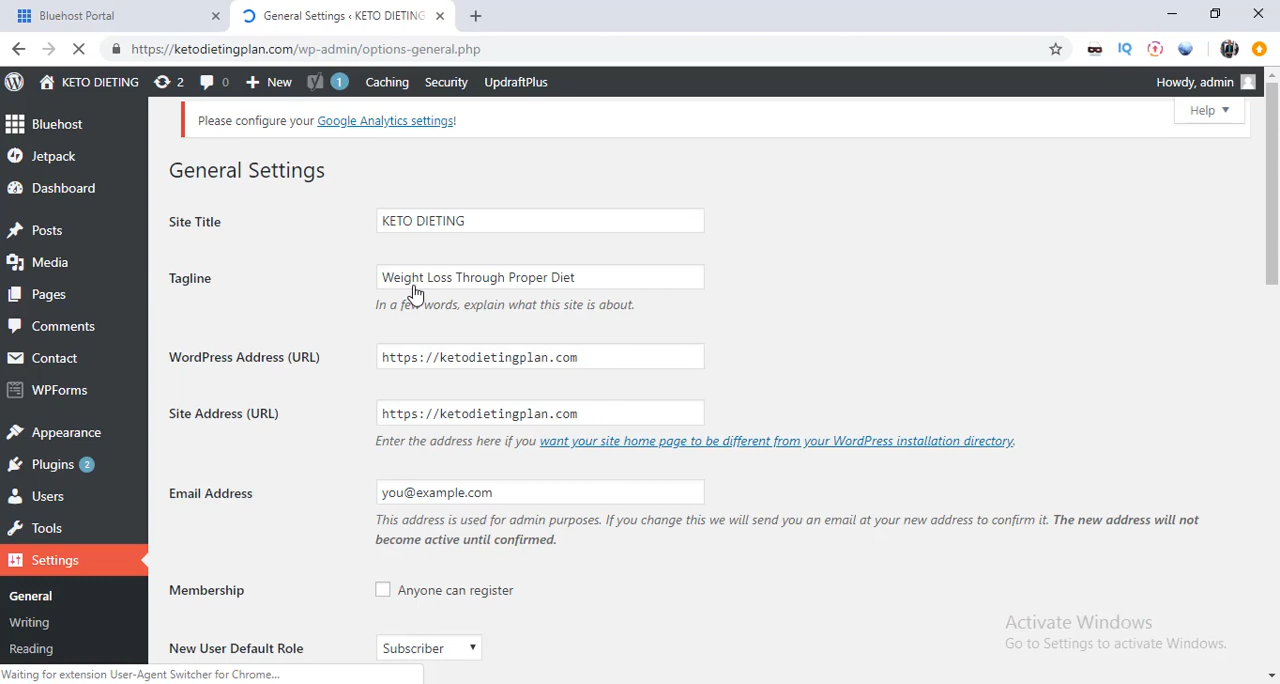 Bluehost Portal
General Settings ‹ KETO DIETING
https://ketodietingplan.com/wp-admin/options-general.php
IQ
KETO DIETING
2
0
New
1
Caching
Security
UpdraftPlus
Howdy, admin
Please configure your Google Analytics settings!
Help
Bluehost
Jetpack
Dashboard
Posts
Media
Pages
Comments
Contact
WPForms
Appearance
Plugins 2
Users
Tools
Settings
General
Writing
Reading
General Settings
Site Title
KETO DIETING
Tagline
Weight Loss Through Proper Diet
In a few words, explain what this site is about.
WordPress Address (URL)
https://ketodietingplan.com
Site Address (URL)
https://ketodietingplan.com
Enter the address here if you want your site home page to be different from your WordPress installation directory.
Email Address
you@example.com
This address is used for admin purposes. If you change this we will send you an email at your new address to confirm it. The new address will not
become active until confirmed.
Membership
Anyone can register
New User Default Role
Subscriber
Activate Windows
Go to Settings to activate Windows.
Waiting for extension User-Agent Switcher for Chrome...